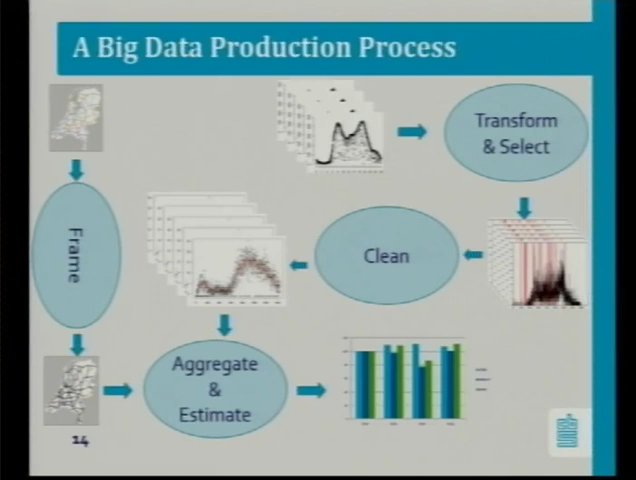 A Big Data Production Process
Transform
& Select
Frame
Clean
Aggregate
&
Estimate
14